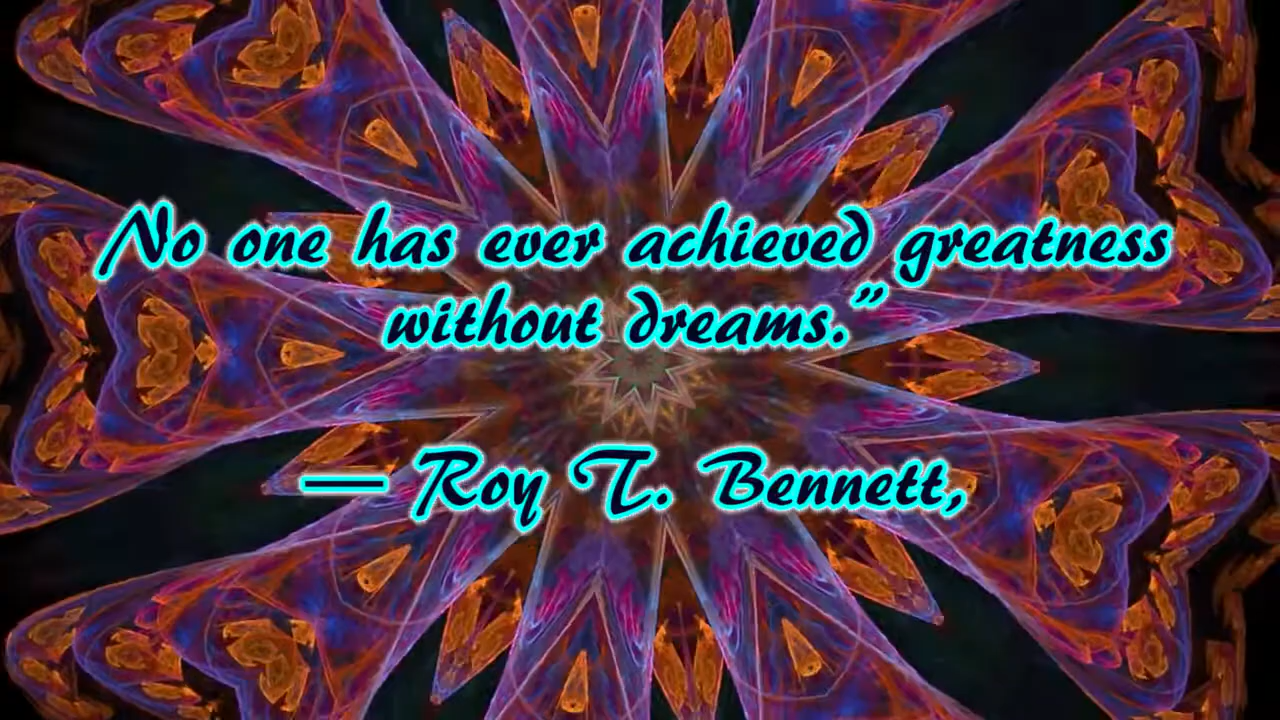 No one has ever achieved greatness
without dreams.”
— Roy T. Bennett,